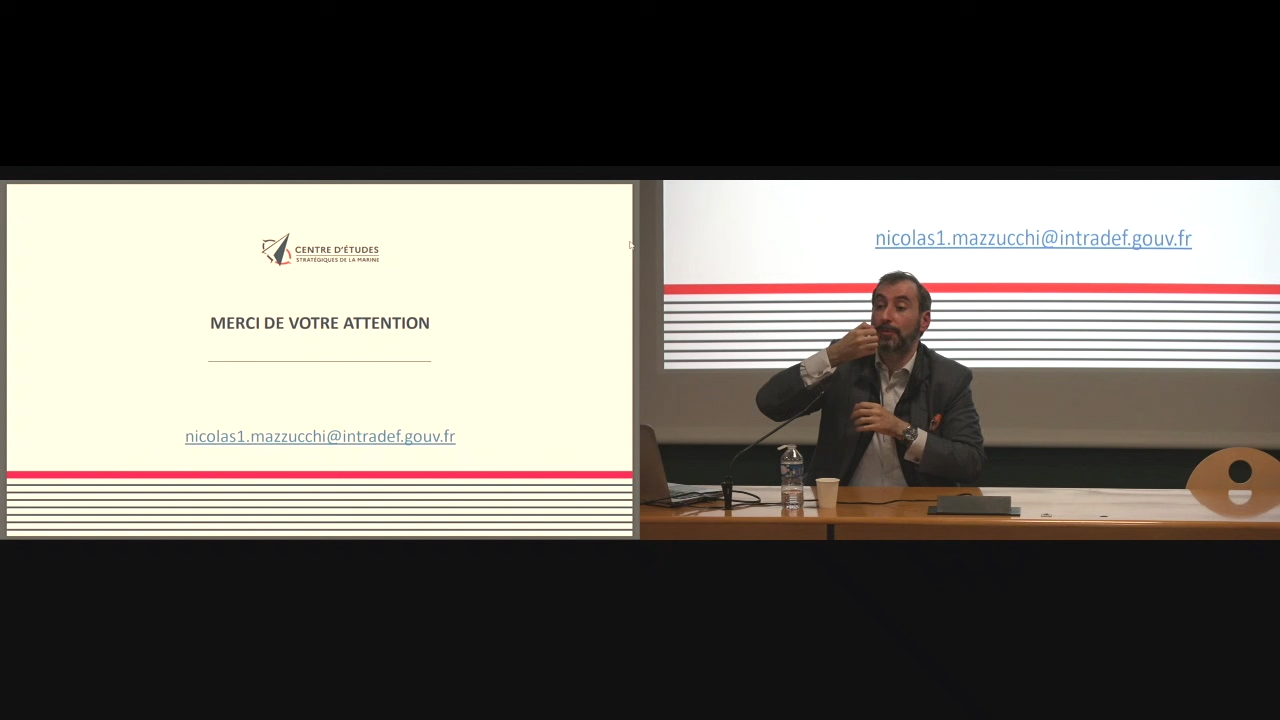 CENTRE D'ÉTUDES
STRATÉGIQUES DE LA MARINE
MERCI DE VOTRE ATTENTION
nicolas1.mazzucchi@intradef.gouv.fr
nicolas1.mazzucchi@intradef.gouv.fr